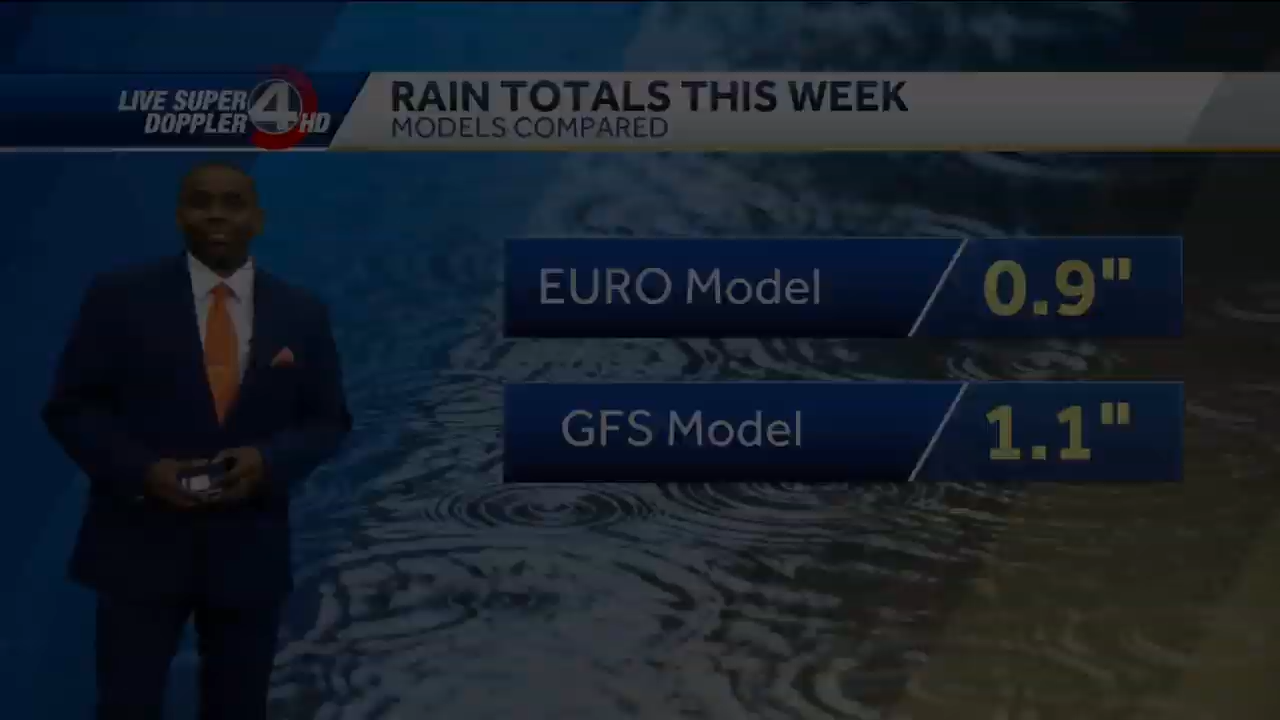 LIVE SUPER
DOPPLER 4 HD
RAIN TOTALS THIS WEEK
MODELS COMPARED
EURO Model 0.9"
GFS Model 1.1"